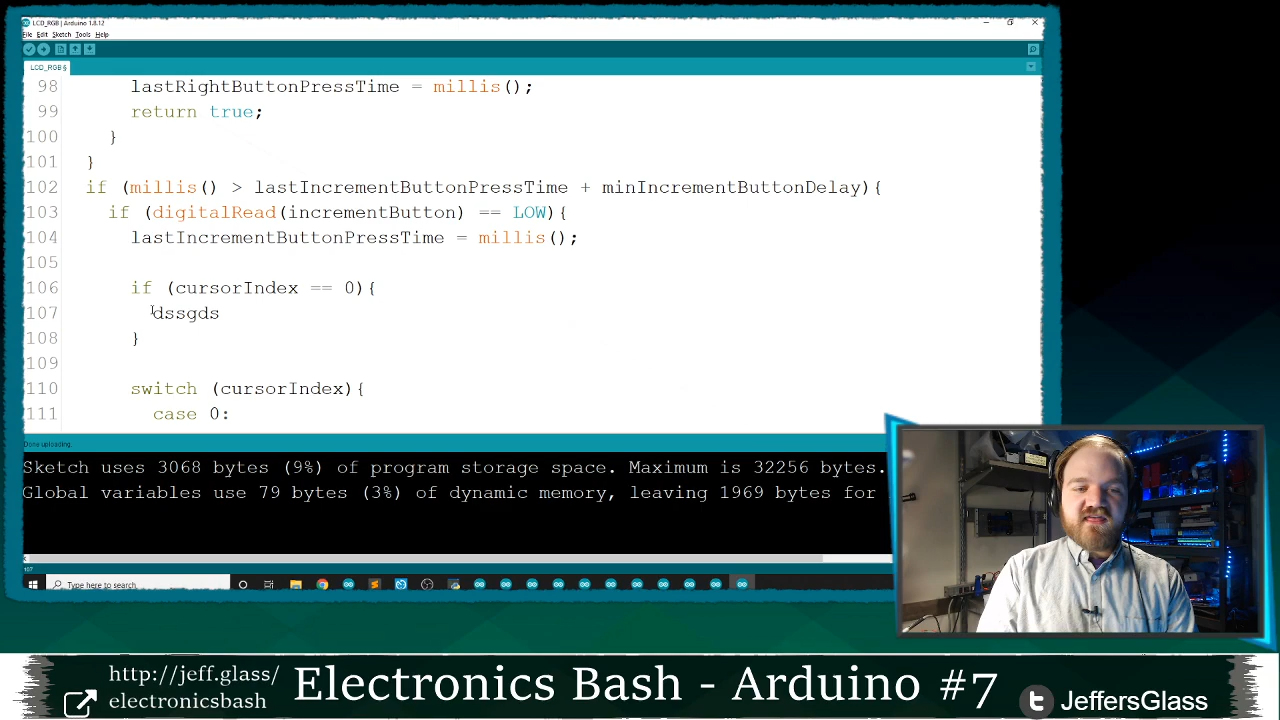 LCD_RGB | Arduino 1.8.12
File Edit Sketch Tools Help
LCD_RGB §
98 lastRightButtonPressTime = millis();
99 return true;
100 }
101 }
102 if (millis() > lastIncrementButtonPressTime + minIncrementButtonDelay){
103 if (digitalRead(incrementButton) == LOW){
104 lastIncrementButtonPressTime = millis();
105
106 if (cursorIndex == 0){
107 dssgds
108 }
109
110 switch (cursorIndex){
111 case 0:
Done uploading.
Sketch uses 3068 bytes (9%) of program storage space. Maximum is 32256 bytes.
Global variables use 79 bytes (3%) of dynamic memory, leaving 1969 bytes for
107
Type here to search
http://jeff.glass/
electronicsbash
Electronics Bash - Arduino #7
JeffersGlass